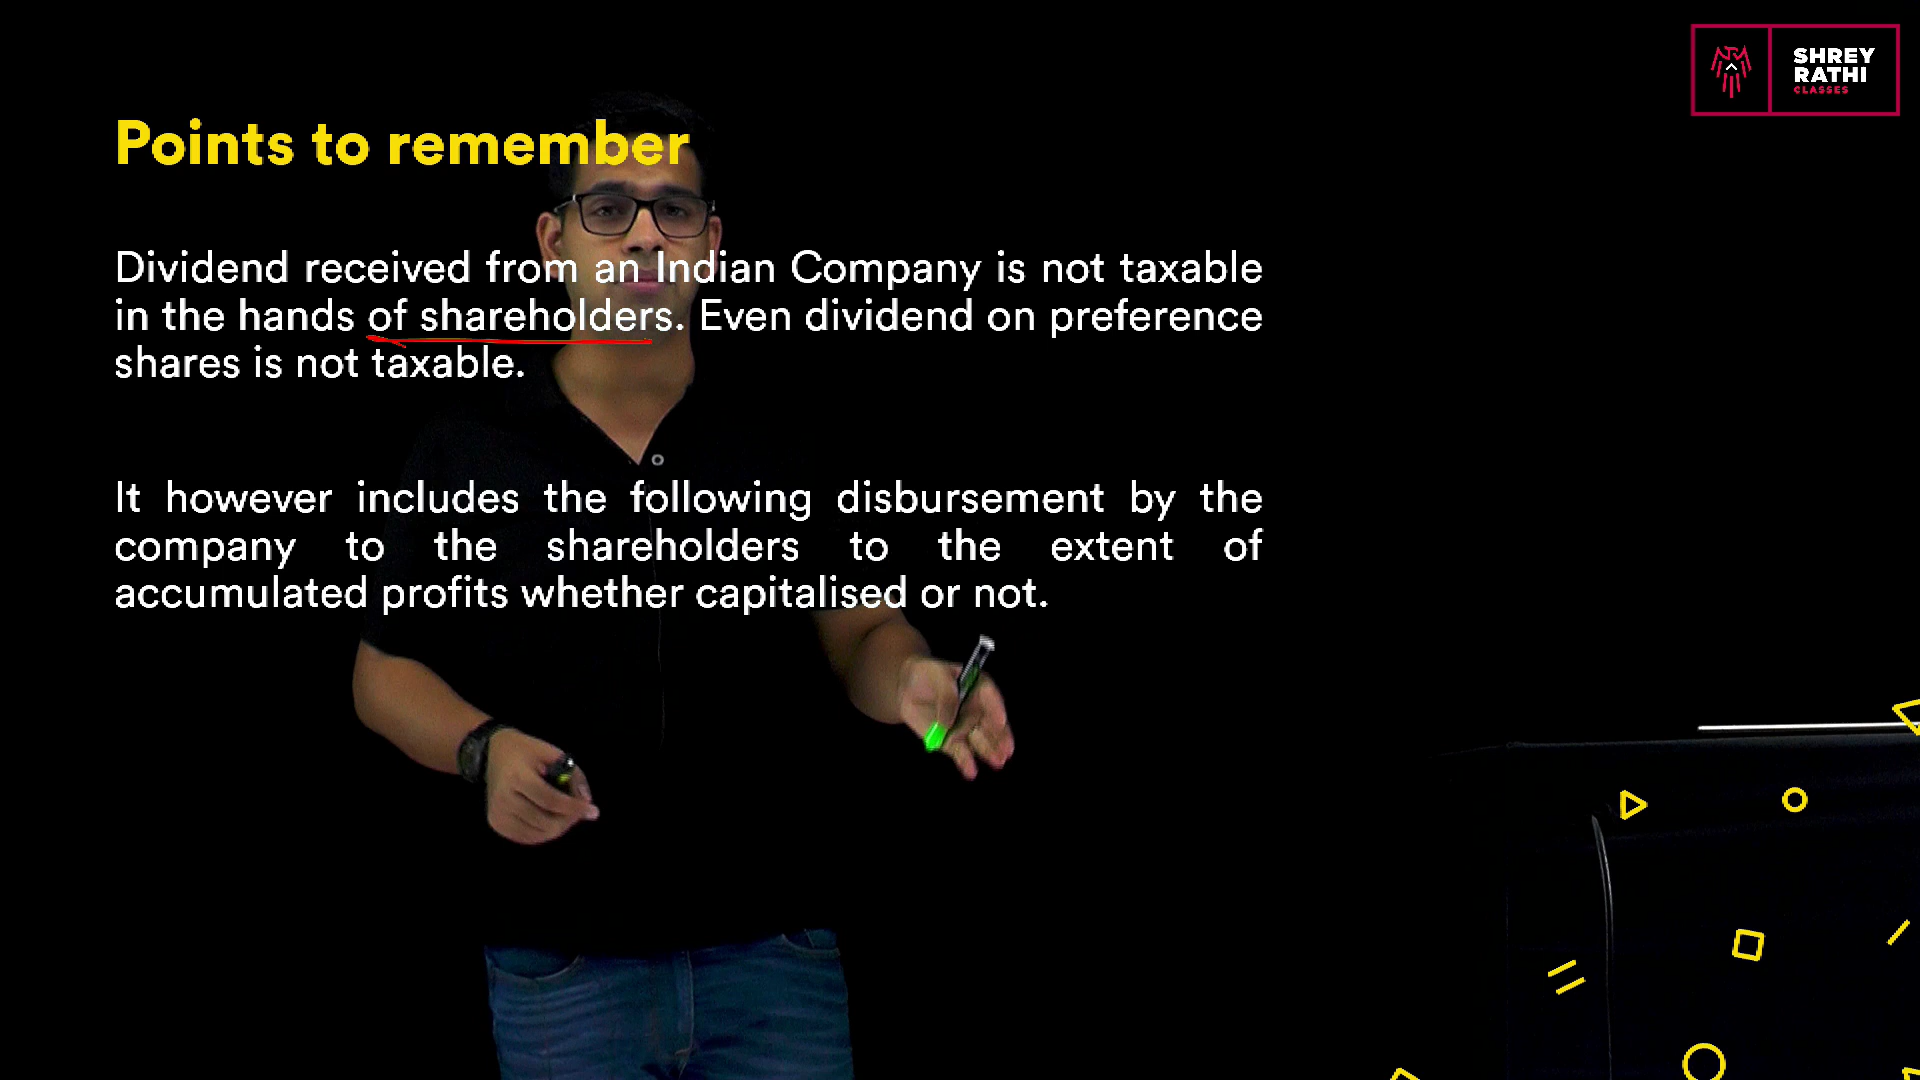 SHREY
RATHI
CLASSES
Points to remember
Dividend received from an Indian Company is not taxable
in the hands of shareholders. Even dividend on preference
shares is not taxable.
It however includes the following disbursement by the
company to the shareholders to the extent of
accumulated profits whether capitalised or not.